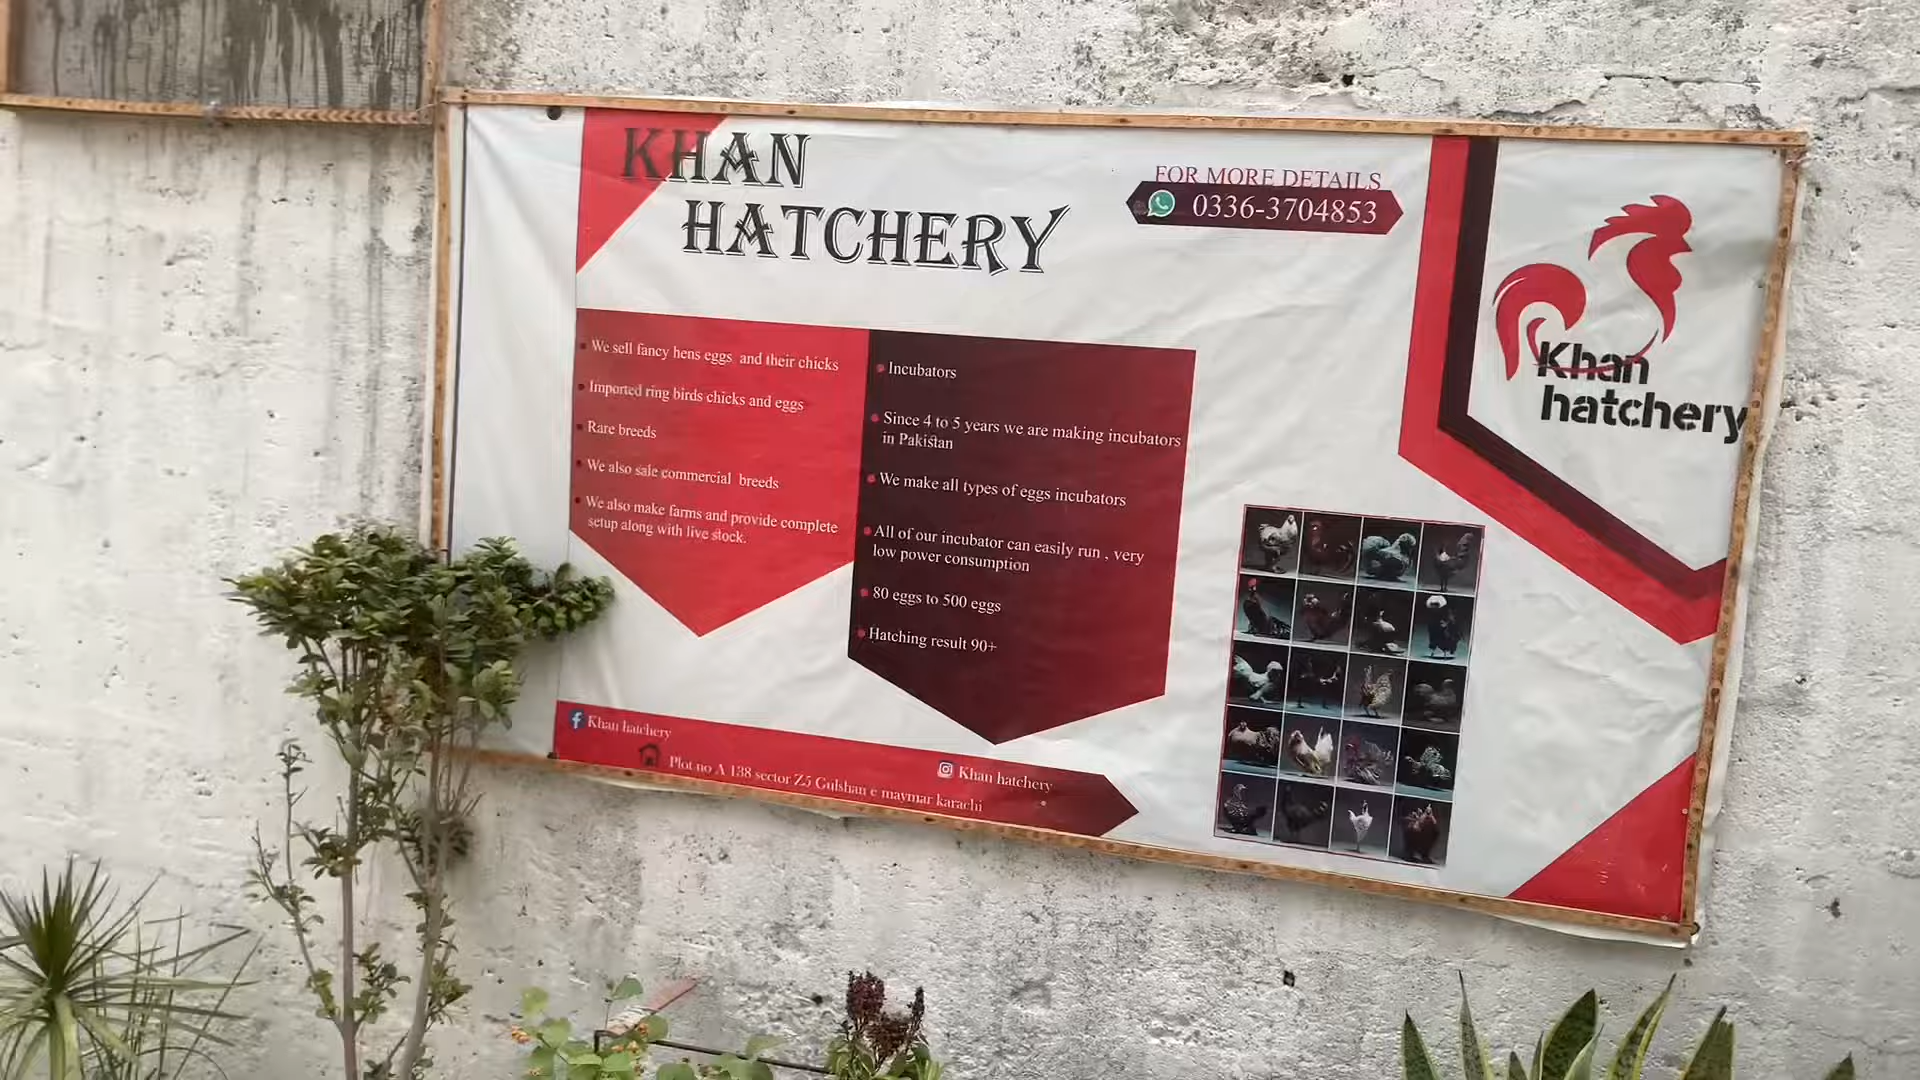 KHAN
HATCHERY
FOR MORE DETAILS
0336-3704853
Khan
hatchery
We sell fancy hens eggs and their chicks
Imported ring birds chicks and eggs
Rare breeds
We also sale commercial breeds
We also make farms and provide complete
setup along with live stock.
Incubators
Since 4 to 5 years we are making incubators
in Pakistan
We make all types of eggs incubators
All of our incubator can easily run , very
low power consumption
80 eggs to 500 eggs
Hatching result 90+
Khan hatchery
Khan hatchery
Plot no A 138 sector Z5 Gulshan e maymar karachi